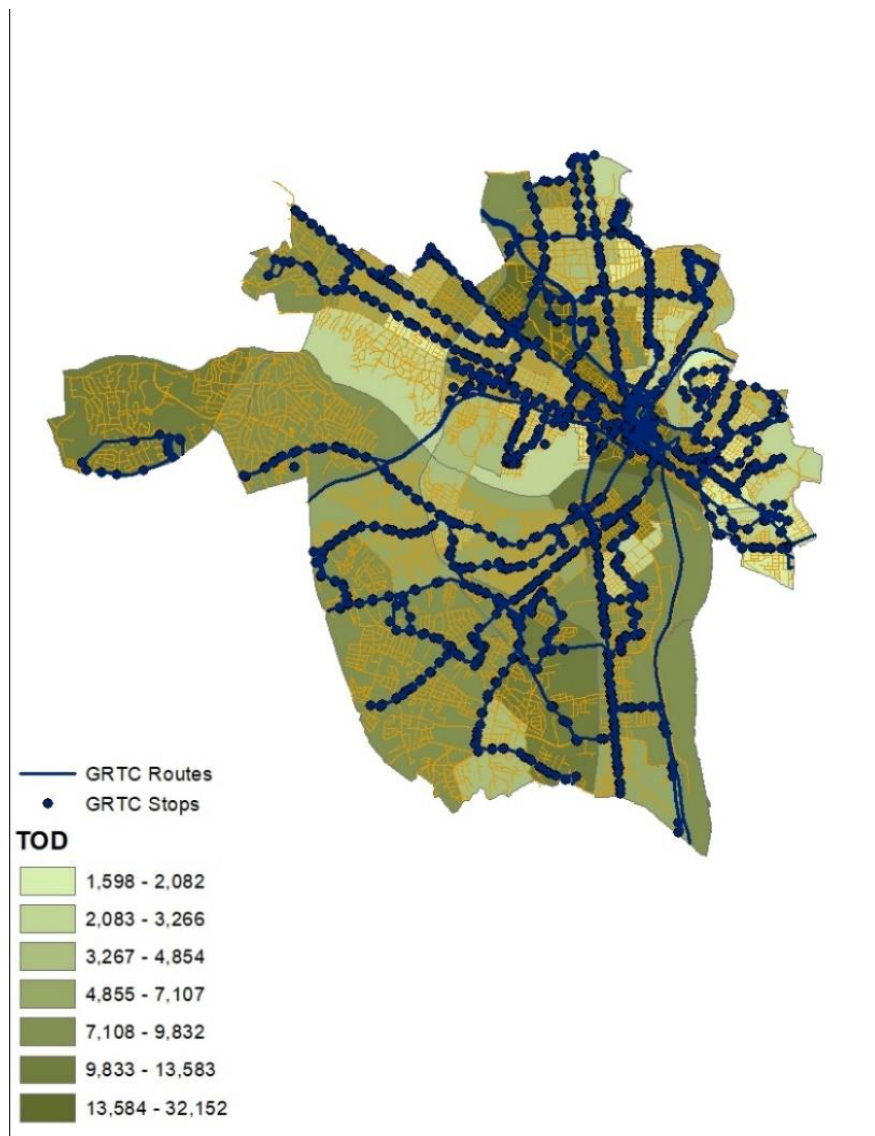 GRTC Routes
GRTC Stops
TOD
1,598 - 2,082
2,083 - 3,266
3,267 - 4,854
4,855 - 7,107
7,108 - 9,832
9,833 - 13,583
13,584 - 32,152